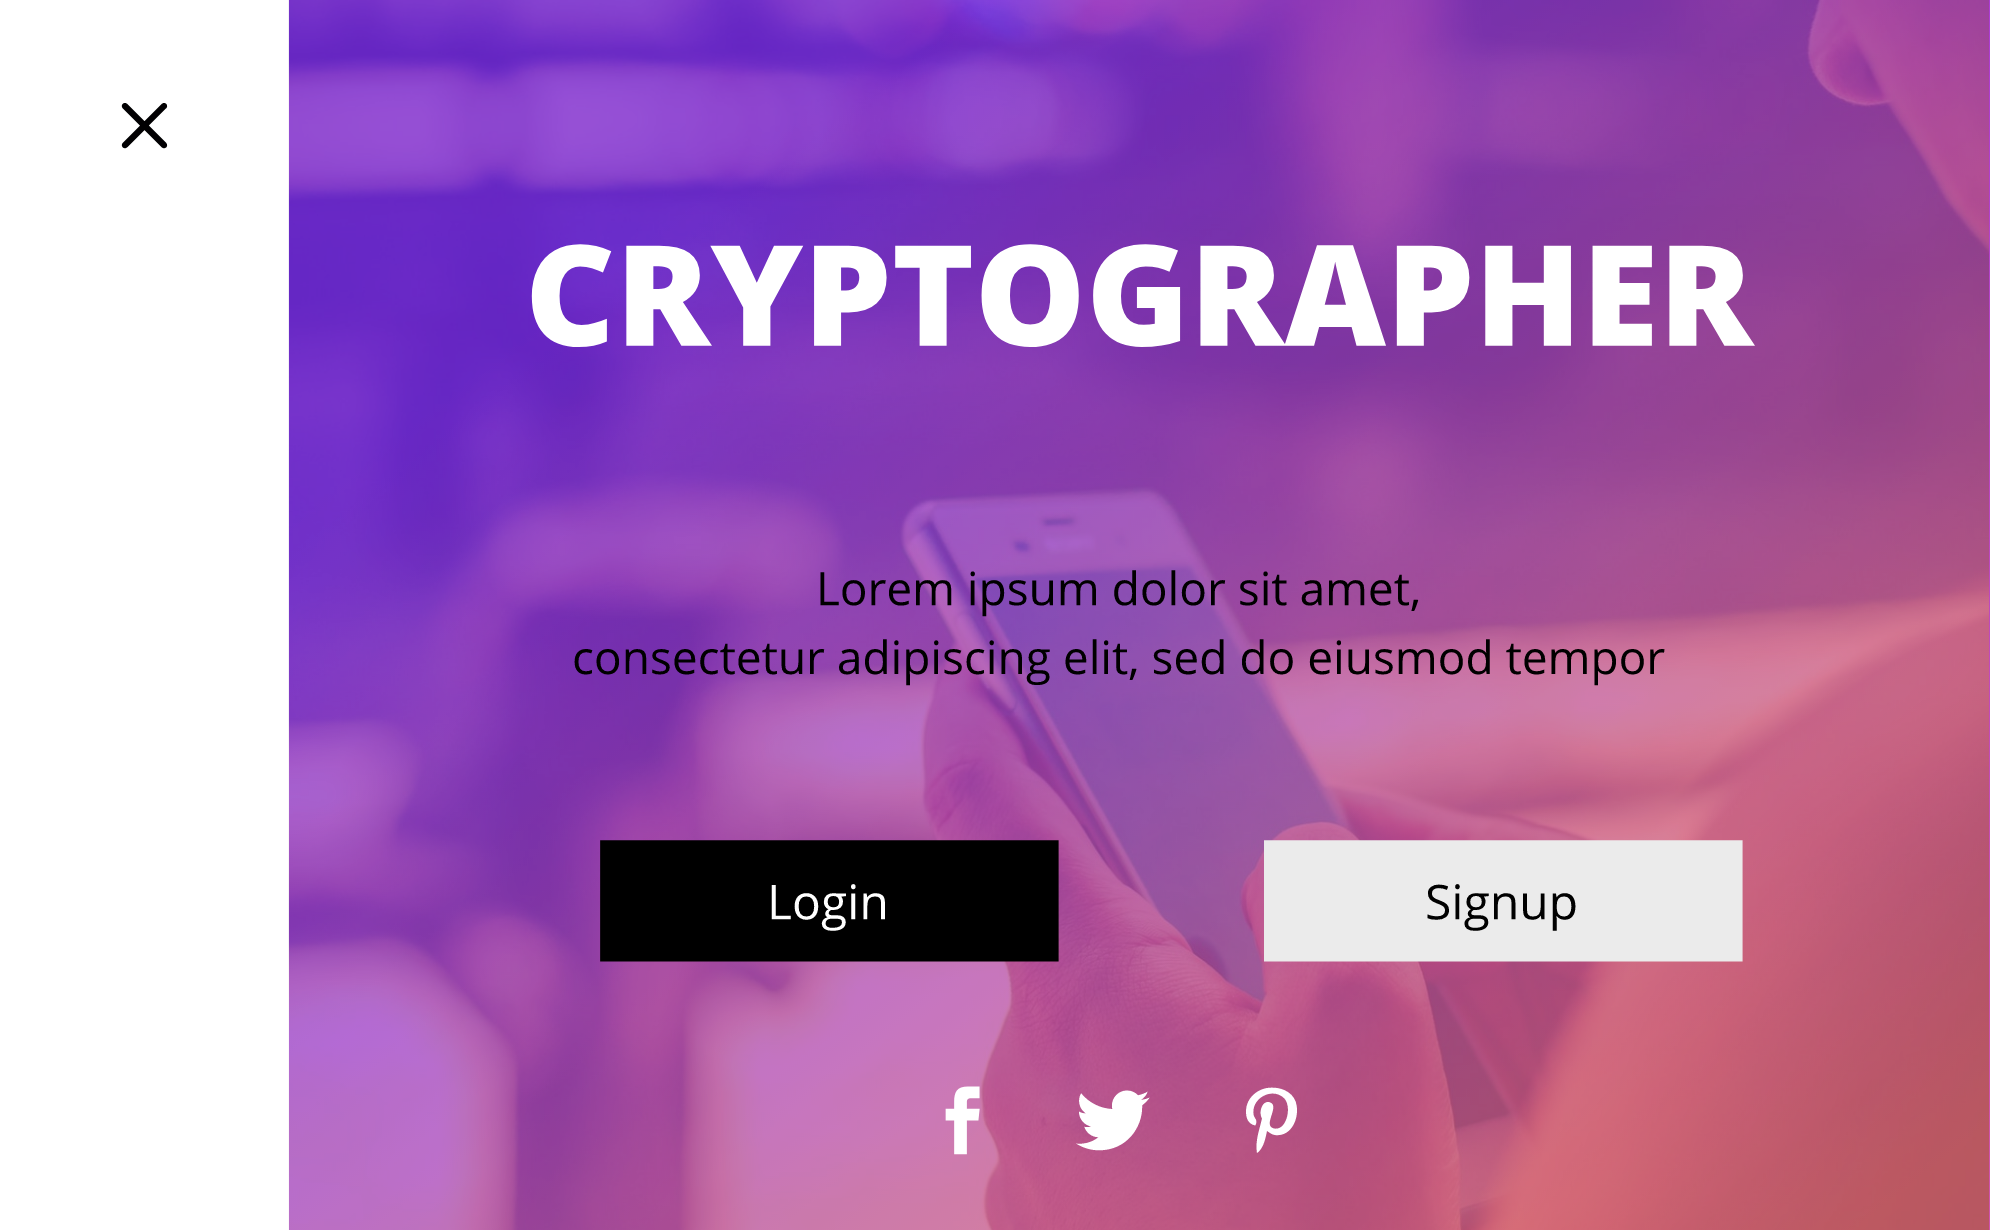 CRYPTOGRAPHER
Lorem ipsum dolor sit amet,
consectetur adipiscing elit, sed do eiusmod tempor
Login
Signup